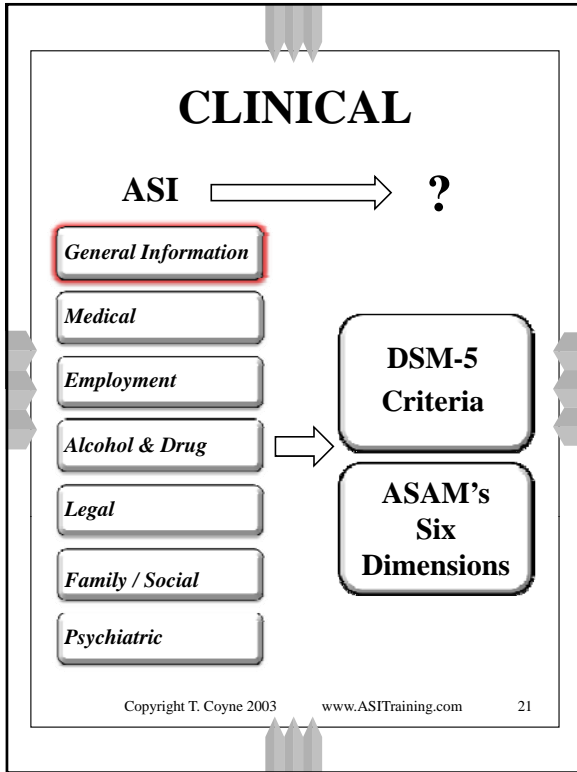 CLINICAL
ASI ?
General Information
Medical
Employment
Alcohol & Drug
Legal
Family / Social
Psychiatric
DSM-5
Criteria
ASAM's
Six
Dimensions
Copyright T. Coyne 2003 www.ASITraining.com 21